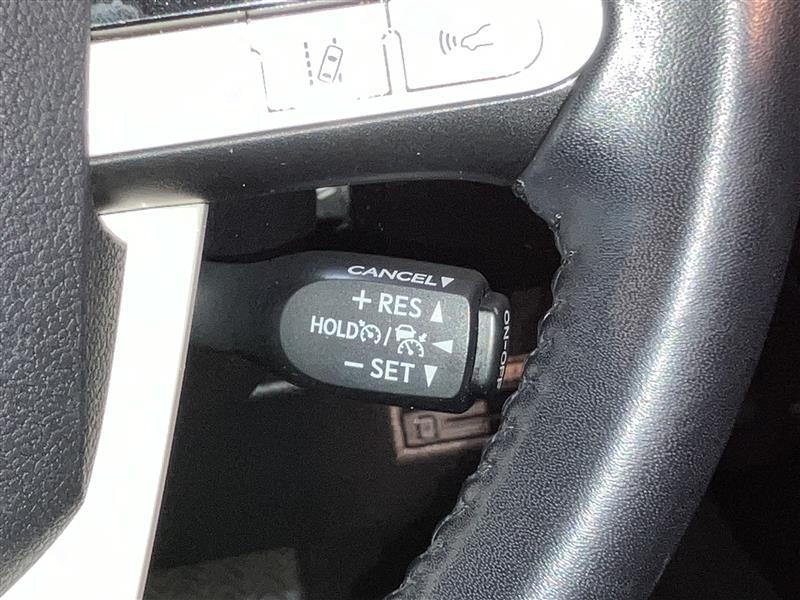 CANCEL▼
+ RES ▲
HOLD / ◄
− SET ▼
ON-OFF